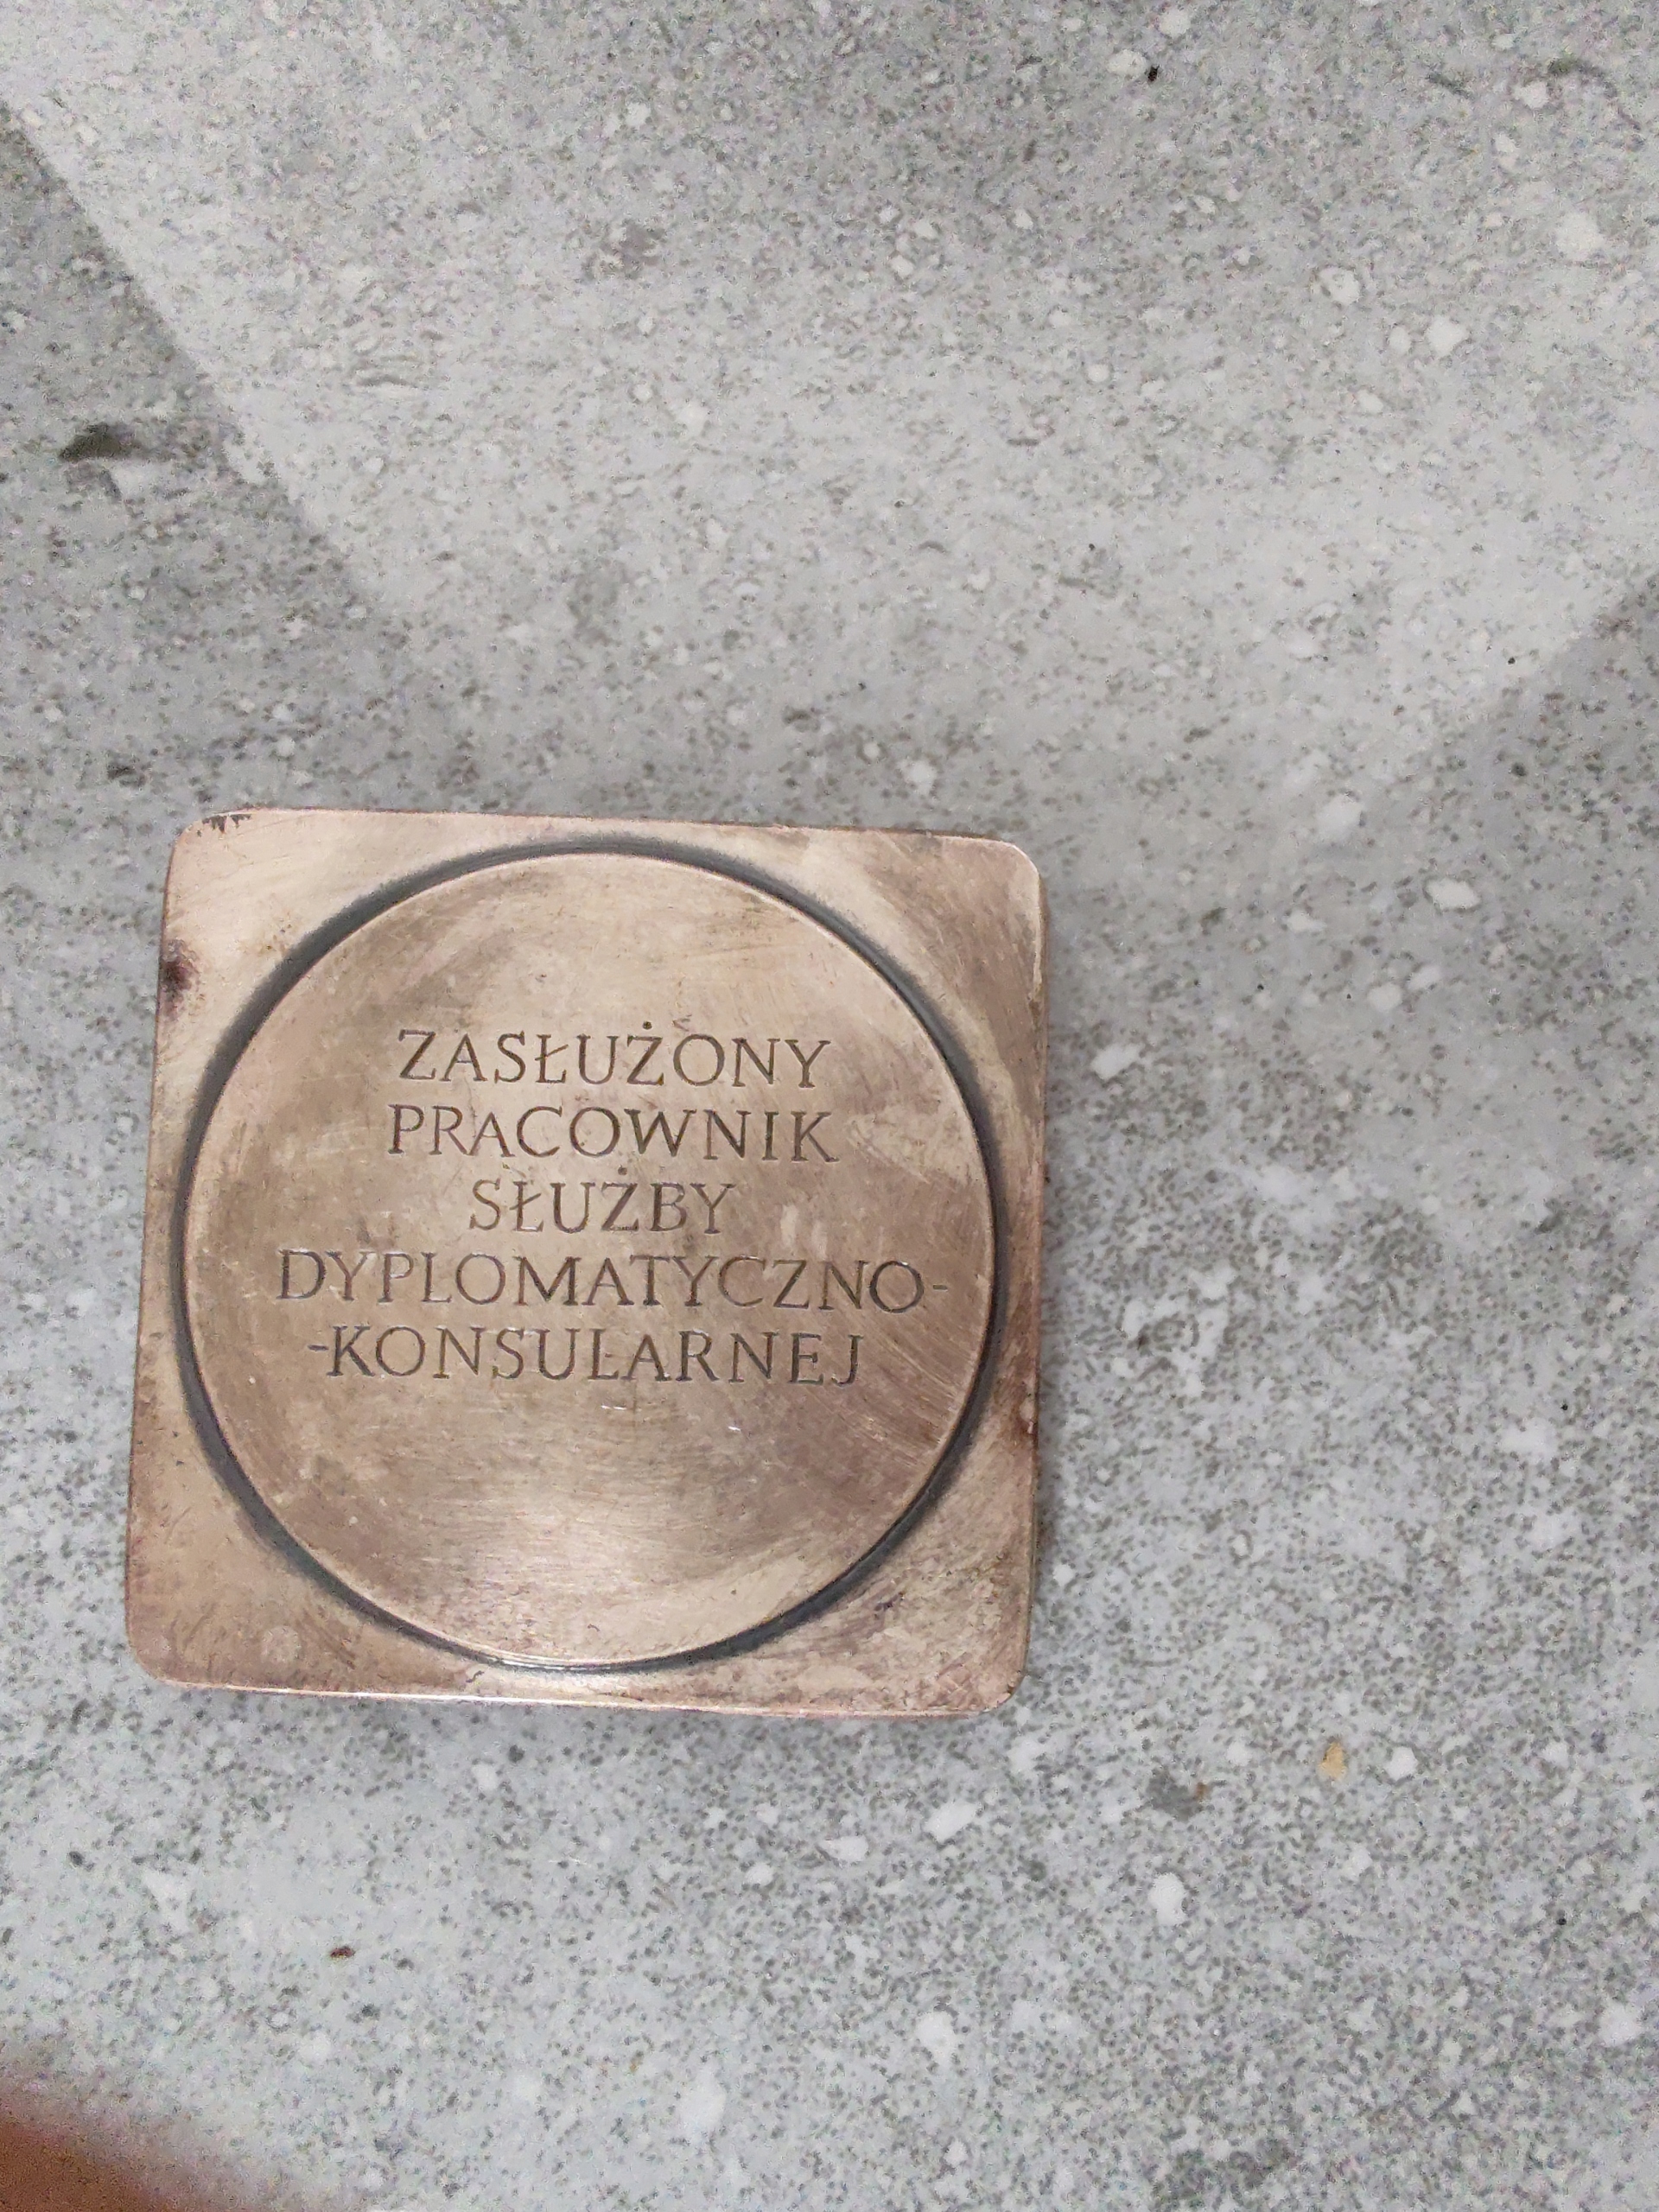 ZASŁUŻONY
PRACOWNIK
SŁUŻBY
DYPLOMATYCZNO-
-KONSULARNEJ